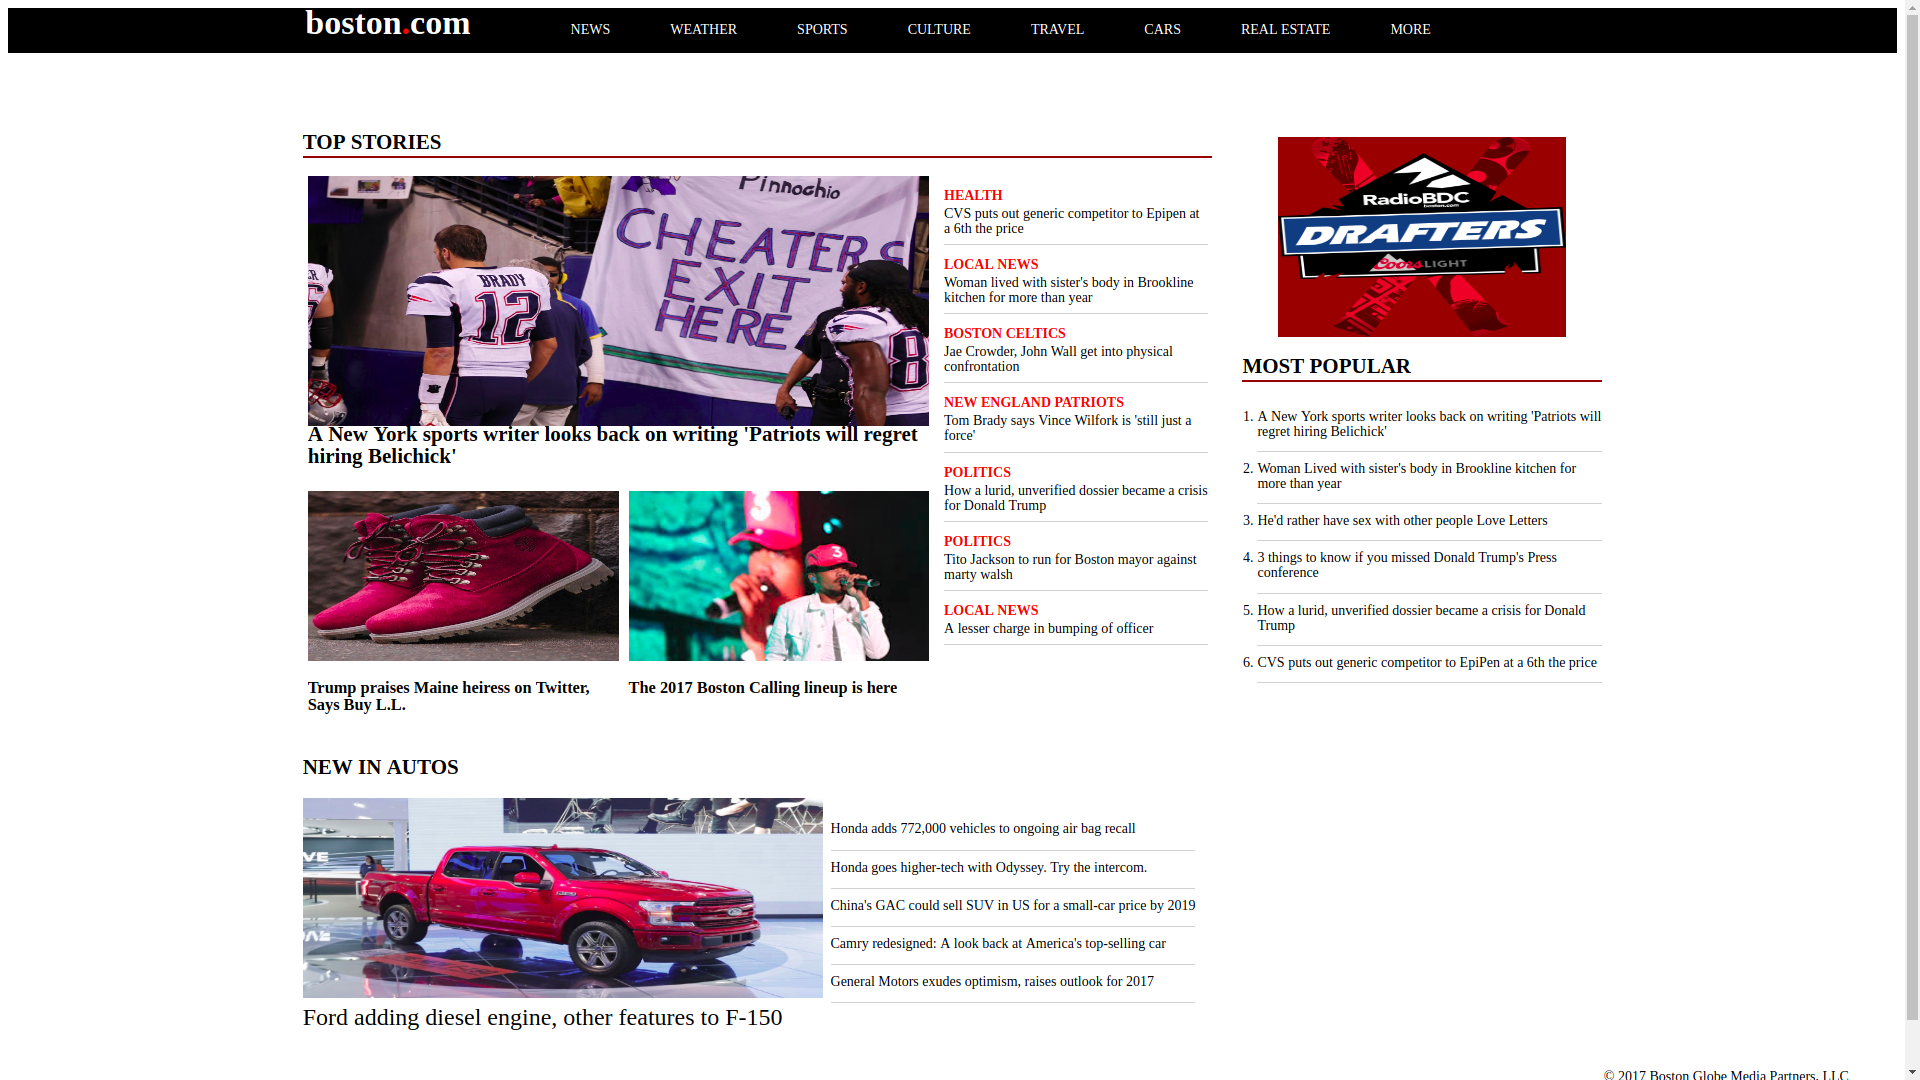 boston.com
NEWS
WEATHER
SPORTS
CULTURE
TRAVEL
CARS
REAL ESTATE
MORE
TOP STORIES
Pinnochio
CHEATERS
EXIT
HERE
BRADY
12
8
A New York sports writer looks back on writing 'Patriots will regret
hiring Belichick'
3
3
Trump praises Maine heiress on Twitter,
Says Buy L.L.
The 2017 Boston Calling lineup is here
HEALTH
CVS puts out generic competitor to Epipen at
a 6th the price
LOCAL NEWS
Woman lived with sister's body in Brookline
kitchen for more than year
BOSTON CELTICS
Jae Crowder, John Wall get into physical
confrontation
NEW ENGLAND PATRIOTS
Tom Brady says Vince Wilfork is 'still just a
force'
POLITICS
How a lurid, unverified dossier became a crisis
for Donald Trump
POLITICS
Tito Jackson to run for Boston mayor against
marty walsh
LOCAL NEWS
A lesser charge in bumping of officer
RadioBDC
boston.com
DRAFTERS
Coors LIGHT
MOST POPULAR
1. A New York sports writer looks back on writing 'Patriots will
regret hiring Belichick'
2. Woman Lived with sister's body in Brookline kitchen for
more than year
3. He'd rather have sex with other people Love Letters
4. 3 things to know if you missed Donald Trump's Press
conference
5. How a lurid, unverified dossier became a crisis for Donald
Trump
6. CVS puts out generic competitor to EpiPen at a 6th the price
NEW IN AUTOS
Ford adding diesel engine, other features to F-150
Honda adds 772,000 vehicles to ongoing air bag recall
Honda goes higher-tech with Odyssey. Try the intercom.
China's GAC could sell SUV in US for a small-car price by 2019
Camry redesigned: A look back at America's top-selling car
General Motors exudes optimism, raises outlook for 2017
© 2017 Boston Globe Media Partners, LLC